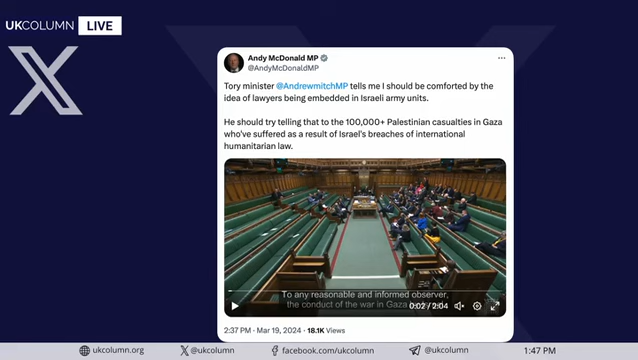 UKCOLUMN LIVE
Andy McDonald MP
@AndyMcDonaldMP
Tory minister @AndrewmitchMP tells me I should be comforted by the
idea of lawyers being embedded in Israeli army units.
He should try telling that to the 100,000+ Palestinian casualties in Gaza
who've suffered as a result of Israel's breaches of international
humanitarian law.
To any reasonable and informed observer,
the conduct of the war in Gaza
0:02 / 2:04
2:37 PM · Mar 19, 2024 · 18.1K Views
ukcolumn.org @ukcolumn facebook.com/ukcolumn @ukcolumn 1:47 PM